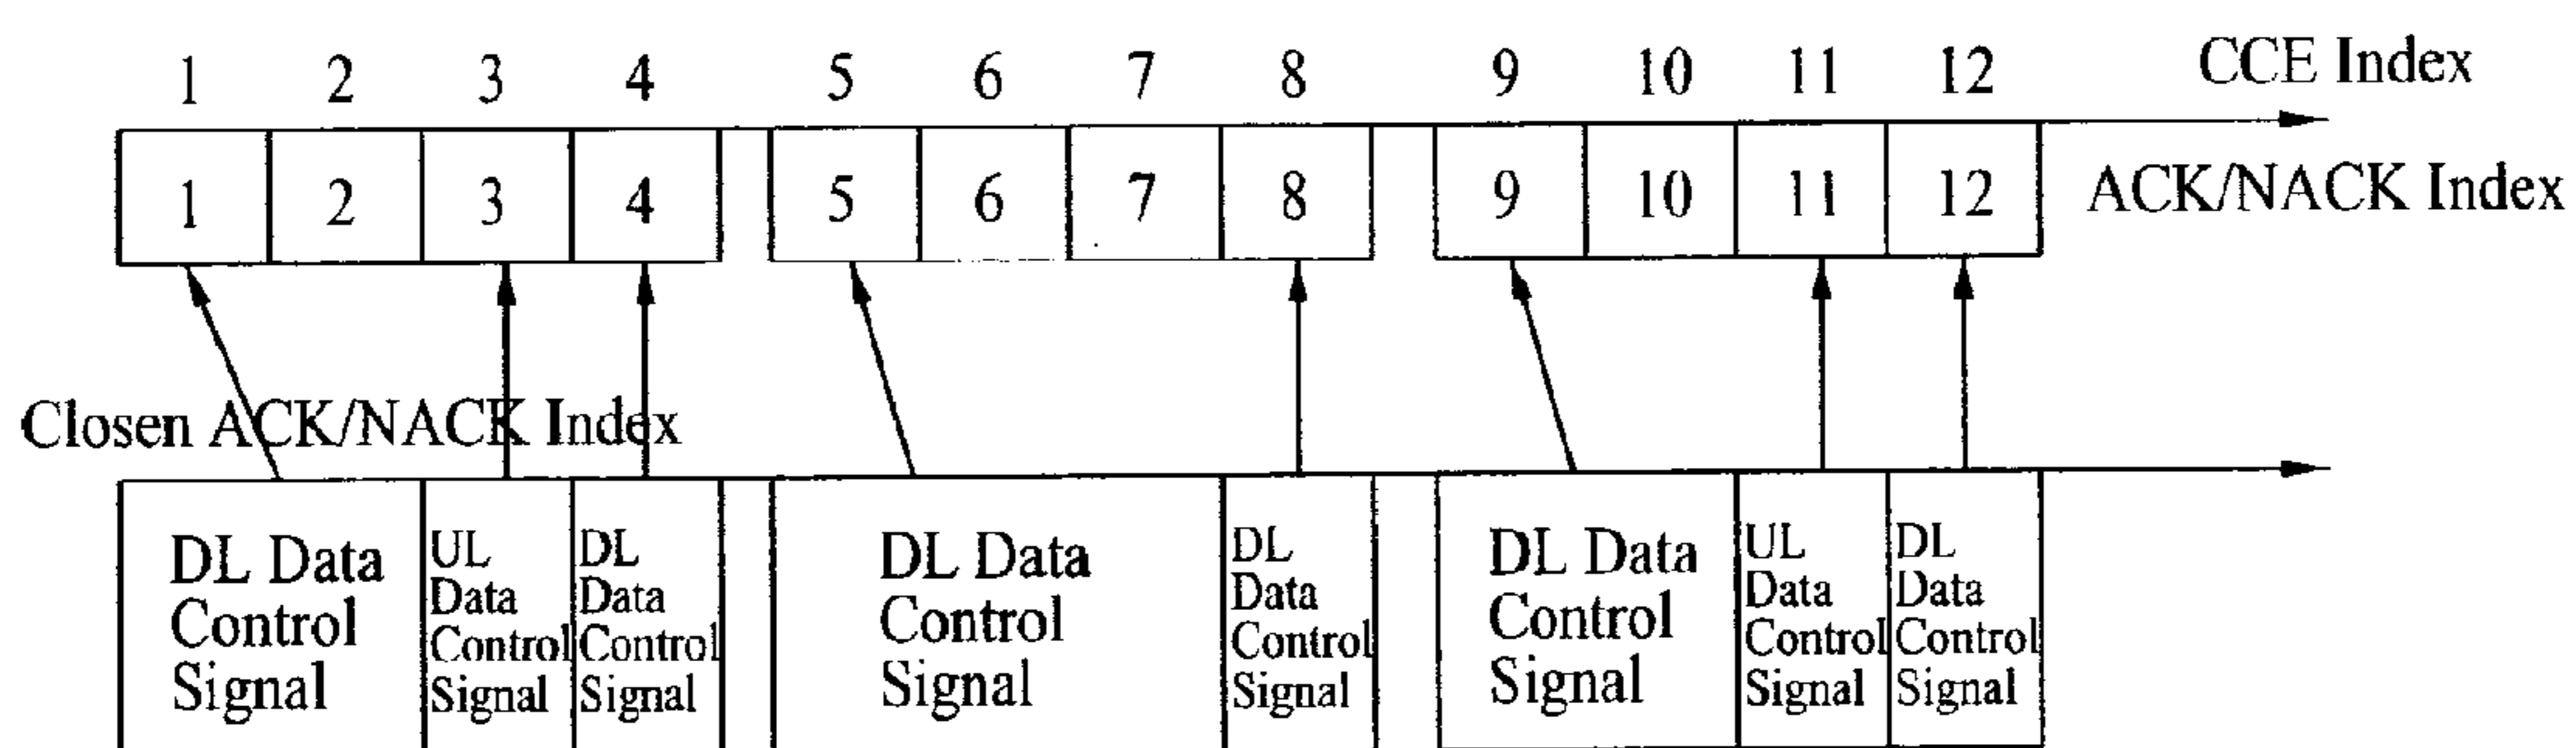 1 2 3 4 5 6 7 8 9 10 11 12 CCE Index
1 2 3 4 5 6 7 8 9 10 11 12 ACK/NACK Index
Closen ACK/NACK Index
DL Data
Control
Signal
UL
Data
Control
Signal
DL
Data
Control
Signal
DL Data
Control
Signal
DL
Data
Control
Signal
DL Data
Control
Signal
UL
Data
Control
Signal
DL
Data
Control
Signal